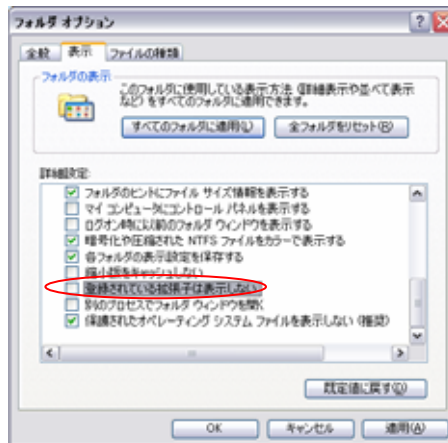 フォルダ オプション
全般 表示 ファイルの種類
フォルダの表示
このフォルダに使用している表示方法 (詳細表示や並べて表示
など) をすべてのフォルダに適用できます。
すべてのフォルダに適用(L) 全フォルダをリセット(R)
詳細設定:
フォルダのヒントにファイル サイズ情報を表示する
マイ コンピュータにコントロール パネルを表示する
ログオン時に以前のフォルダ ウィンドウを表示する
暗号化や圧縮された NTFS ファイルをカラーで表示する
各フォルダの表示設定を保存する
縮小版をキャッシュしない
登録されている拡張子は表示しない
別のプロセスでフォルダ ウィンドウを開く
保護されたオペレーティング システム ファイルを表示しない (推奨)
既定値に戻す(D)
OK キャンセル 適用(A)